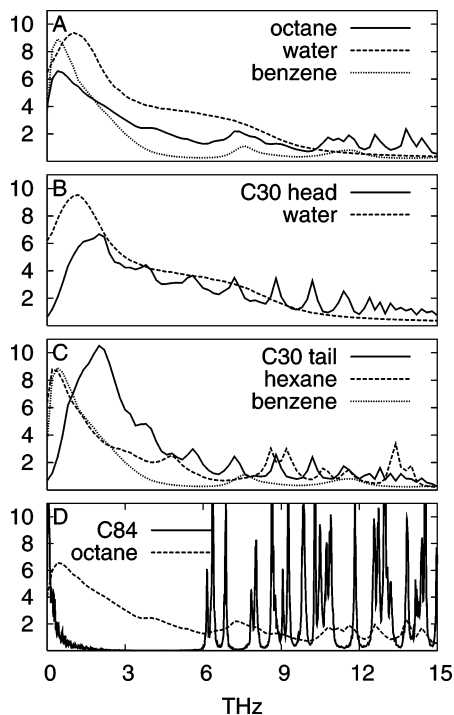 10 A octane
8 water
6 benzene
4
2
10 B C30 head
8 water
6
4
2
10 C C30 tail
8 hexane
6 benzene
4
2
10 D C84
8 octane
6
4
2
0 3 6 9 12 15
THz